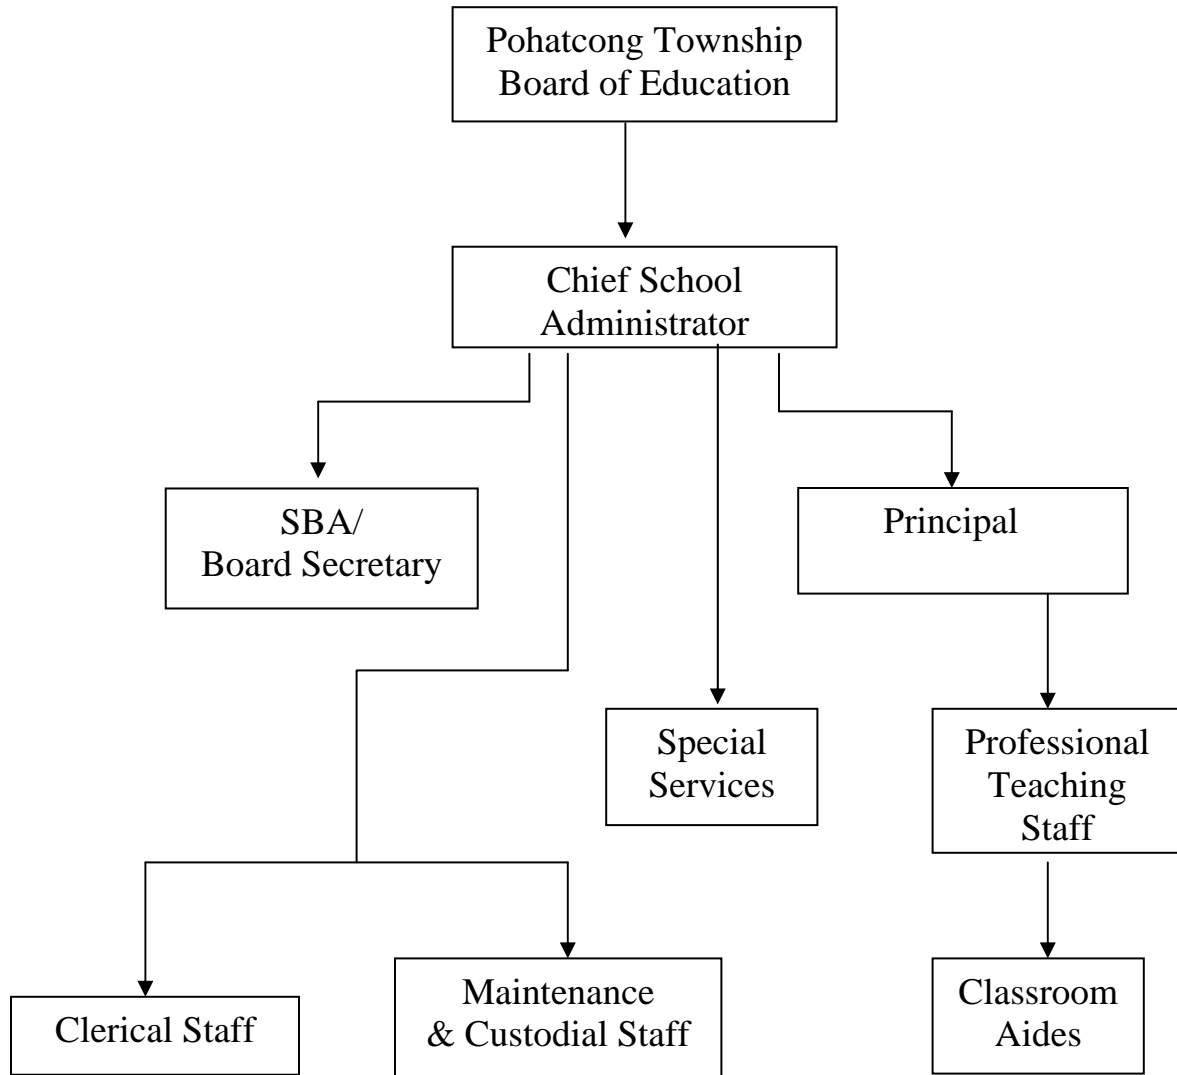 Pohatcong Township
Board of Education
Chief School
Administrator
SBA/
Board Secretary
Principal
Special
Services
Professional
Teaching
Staff
Clerical Staff
Maintenance
& Custodial Staff
Classroom
Aides